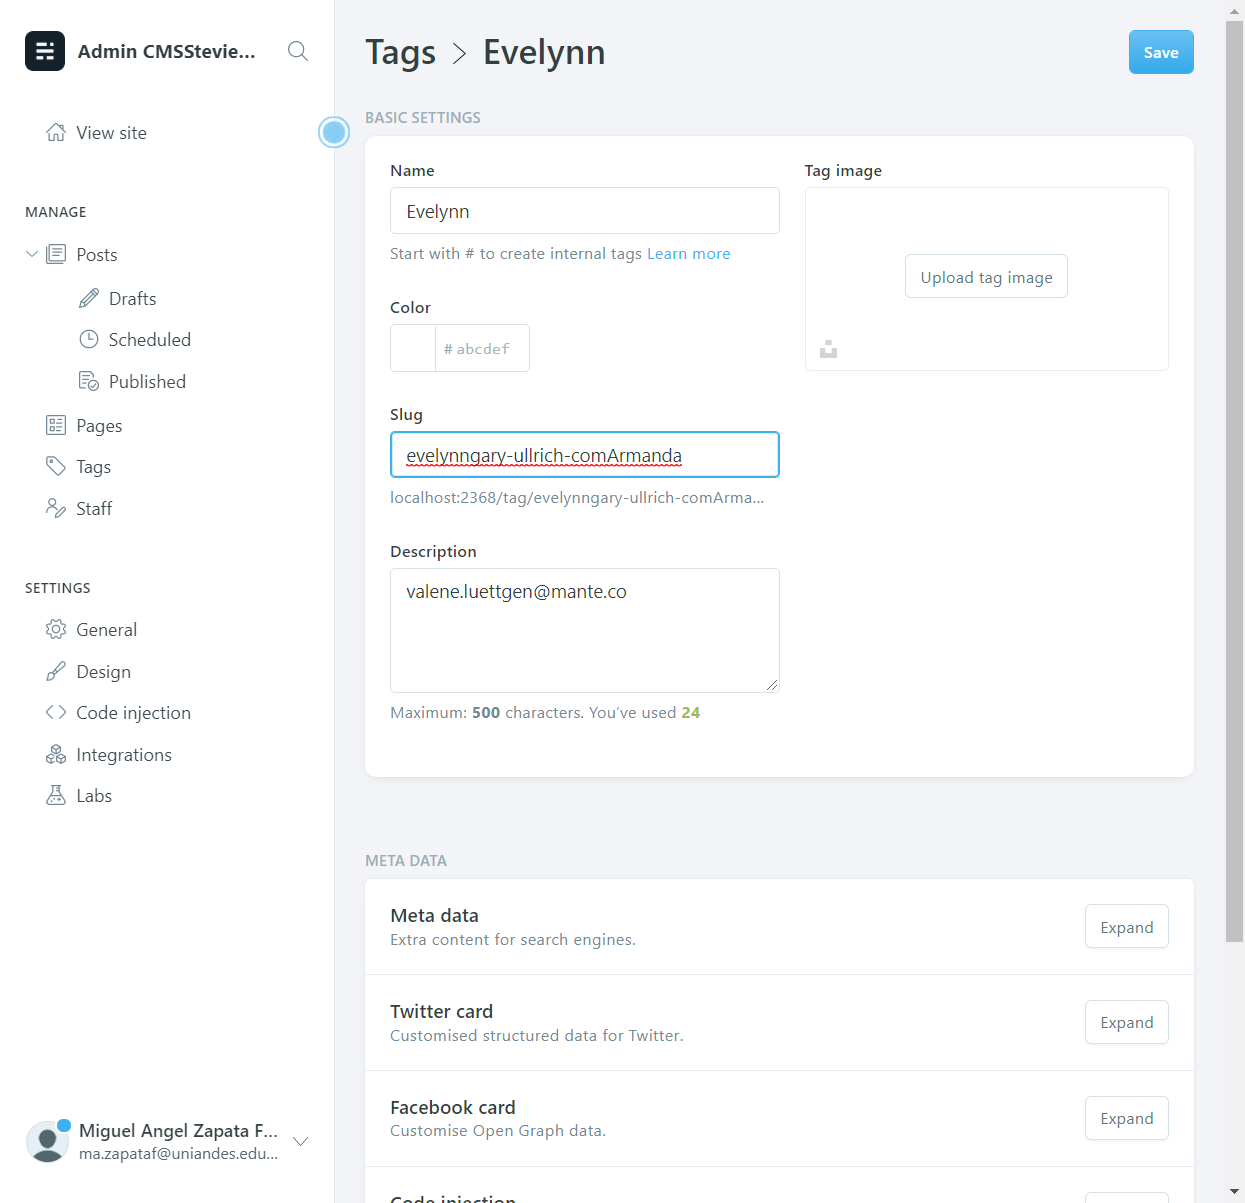 Admin CMSStevie...
View site
MANAGE
Posts
Drafts
Scheduled
Published
Pages
Tags
Staff
SETTINGS
General
Design
Code injection
Integrations
Labs
Miguel Angel Zapata F...
ma.zapataf@uniandes.edu...
Tags > Evelynn
Save
BASIC SETTINGS
Name
Evelynn
Start with # to create internal tags Learn more
Color
# abcdef
Slug
evelynngary-ullrich-comArmanda
localhost:2368/tag/evelynngary-ullrich-comArma...
Description
valene.luettgen@mante.co
Maximum: 500 characters. You’ve used 24
Tag image
Upload tag image
META DATA
Meta data
Extra content for search engines.
Expand
Twitter card
Customised structured data for Twitter.
Expand
Facebook card
Customise Open Graph data.
Expand
Code injection